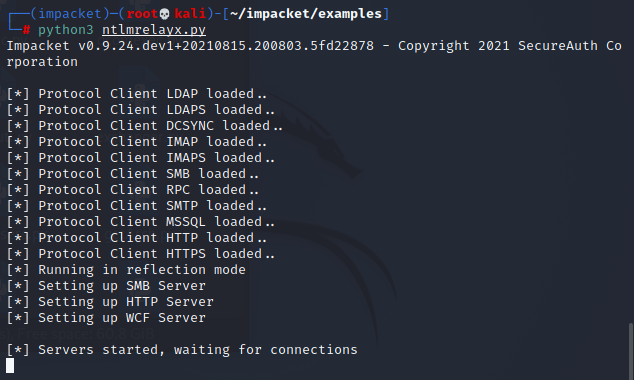 ┌──(impacket)─(root💀kali)-[~/impacket/examples]
└─# python3 ntlmrelayx.py
Impacket v0.9.24.dev1+20210815.200803.5fd22878 - Copyright 2021 SecureAuth Co
rporation
[*] Protocol Client LDAP loaded..
[*] Protocol Client LDAPS loaded..
[*] Protocol Client DCSYNC loaded..
[*] Protocol Client IMAP loaded..
[*] Protocol Client IMAPS loaded..
[*] Protocol Client SMB loaded..
[*] Protocol Client RPC loaded..
[*] Protocol Client SMTP loaded..
[*] Protocol Client MSSQL loaded..
[*] Protocol Client HTTP loaded..
[*] Protocol Client HTTPS loaded..
[*] Running in reflection mode
[*] Setting up SMB Server
[*] Setting up HTTP Server
[*] Setting up WCF Server
[*] Servers started, waiting for connections